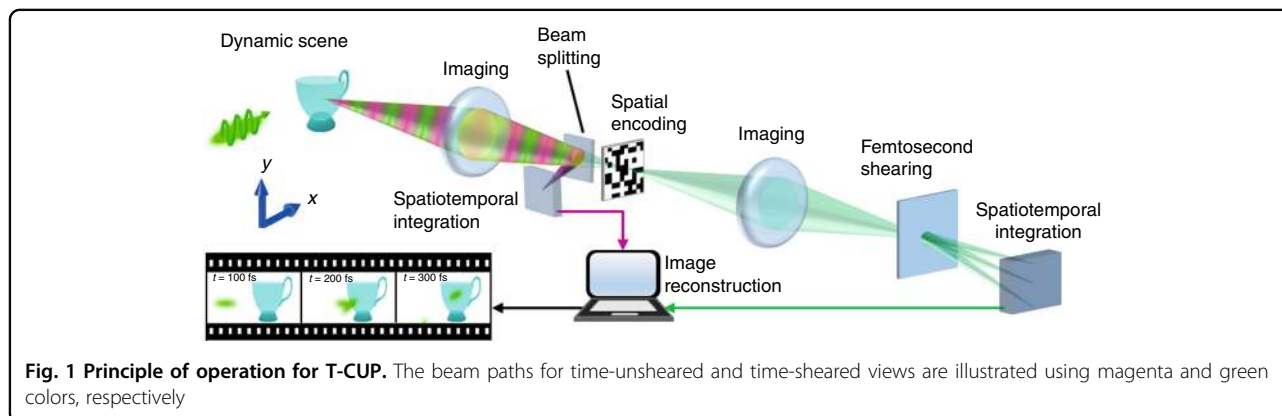 Dynamic scene
Imaging
Beam
splitting
Spatial
encoding
Imaging
Femtosecond
shearing
Spatiotemporal
integration
y
x
Spatiotemporal
integration
Image
reconstruction
t = 100 fs
t = 200 fs
t = 300 fs
Fig. 1 Principle of operation for T-CUP. The beam paths for time-unsheared and time-sheared views are illustrated using magenta and green
colors, respectively